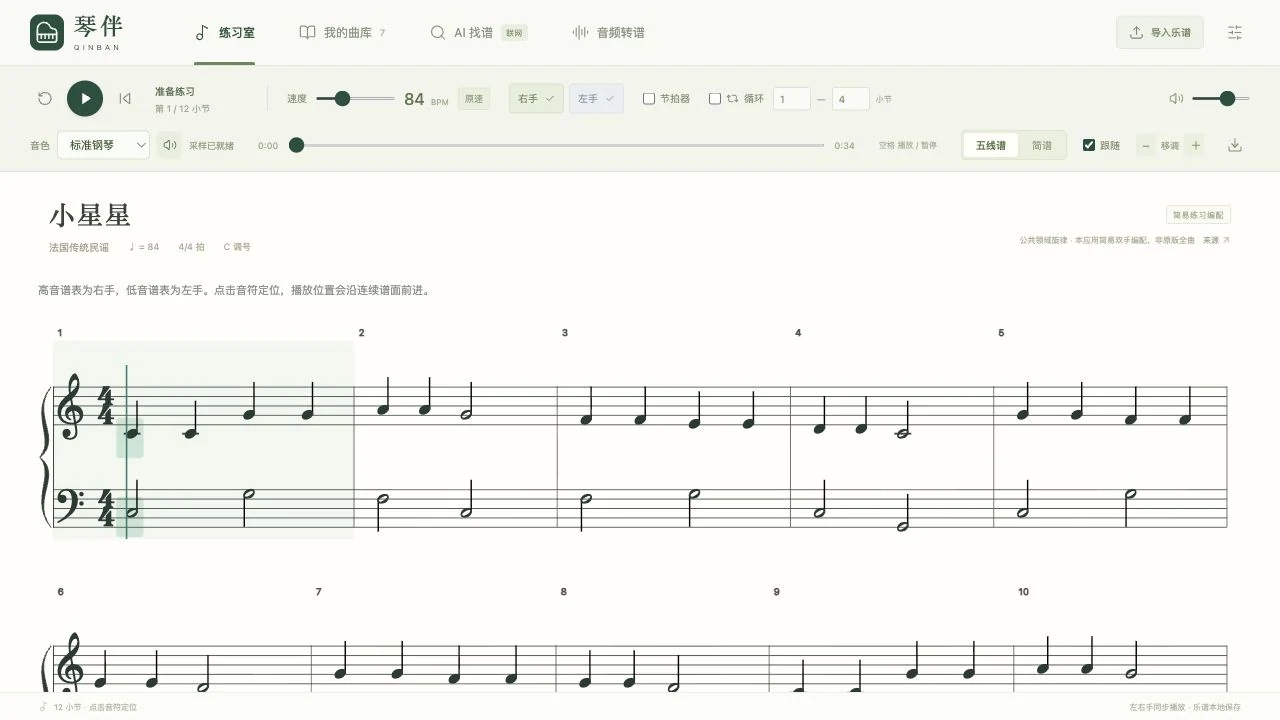 琴伴
QINBAN
练习室
我的曲库 7
AI 找谱 联网
音频转谱
导入乐谱
准备练习
第 1 / 12 小节
速度 84 BPM 原速 右手 左手 节拍器 循环 1 — 4 小节
音色 标准钢琴 采样已就绪 0:00 0:34 空格 播放 / 暂停 五线谱 简谱 跟随 − 移调 +
小星星
简易练习编配
法国传统民谣 ♩ = 84 4/4 拍 C 调号
公共领域旋律 · 本应用简易双手编配，非原版全曲 来源 ↗
高音谱表为右手，低音谱表为左手。点击音符定位，播放位置会沿连续谱面前进。
1 2 3 4 5
4
4
4
4
6 7 8 9 10
12 小节 · 点击音符定位
左右手同步播放 · 乐谱本地保存